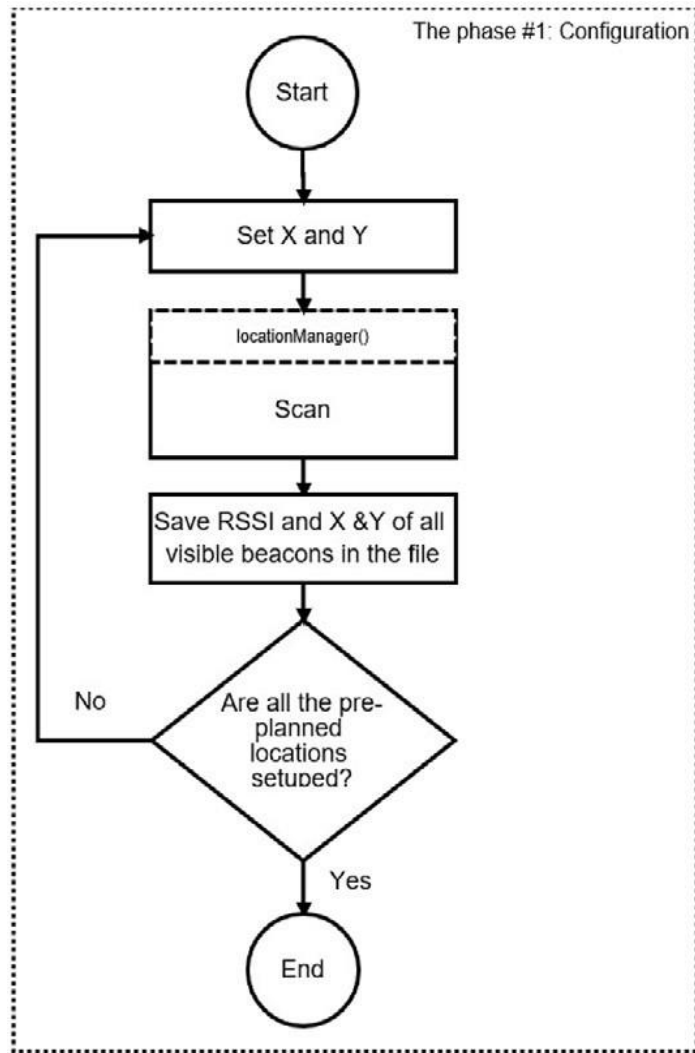 The phase #1: Configuration
Start
Set X and Y
locationManager()
Scan
Save RSSI and X &Y of all
visible beacons in the file
No
Are all the pre-
planned
locations
setuped?
Yes
End